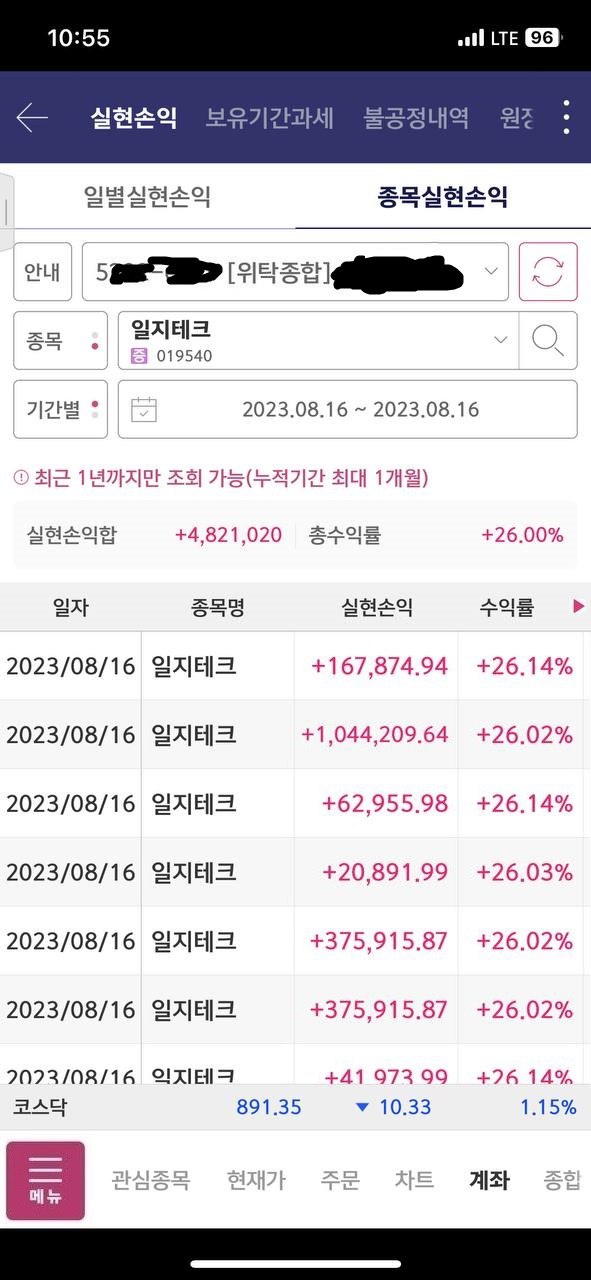 10:55 LTE 96
실현손익 보유기간과세 불공정내역
일별실현손익 종목실현손익
안내 [위탁종합]
종목 일지테크
증 019540
기간별 2023.08.16 ~ 2023.08.16
최근 1년까지만 조회 가능(누적기간 최대 1개월)
실현손익합 +4,821,020 총수익률 +26.00%
일자 종목명 실현손익 수익률
2023/08/16 일지테크 +167,874.94 +26.14%
2023/08/16 일지테크 +1,044,209.64 +26.02%
2023/08/16 일지테크 +62,955.98 +26.14%
2023/08/16 일지테크 +20,891.99 +26.03%
2023/08/16 일지테크 +375,915.87 +26.02%
2023/08/16 일지테크 +375,915.87 +26.02%
2023/08/16 일지테크 +41,973.99 +26.14%
코스닥 891.35 ▼ 10.33 1.15%
메뉴 관심종목 현재가 주문 차트 계좌 종합